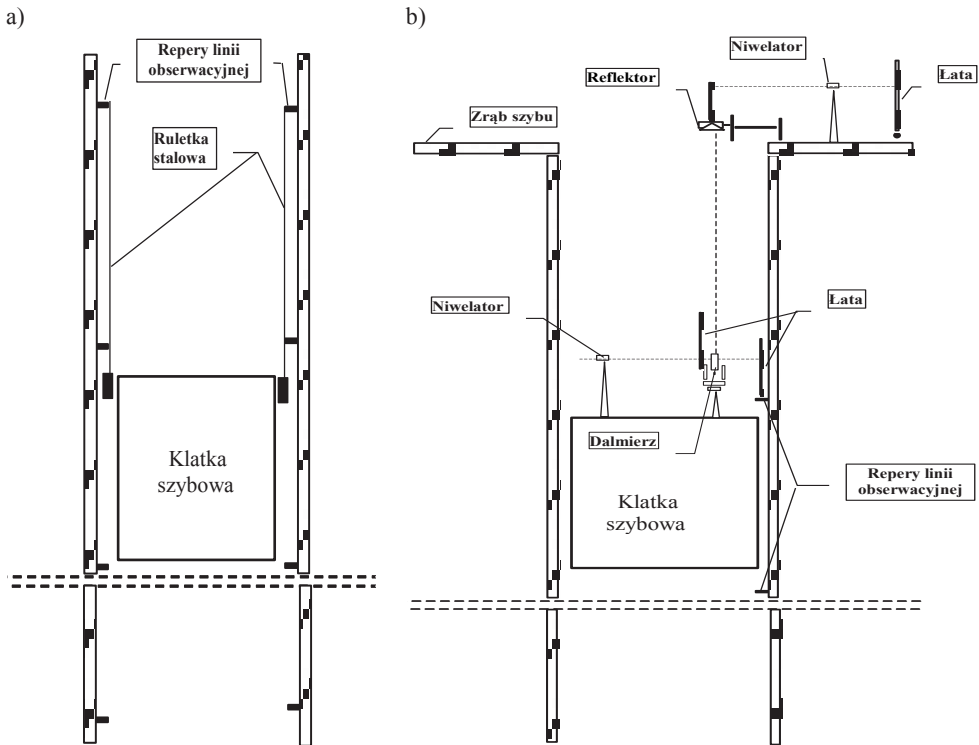 a)
Repery linii
obserwacyjnej
Ruletka
stalowa
Klatka
szybowa
b)
Niwelator
Reflektor
Łata
Zrąb szybu
Niwelator
Łata
Dalmierz
Klatka
szybowa
Repery linii
obserwacyjnej